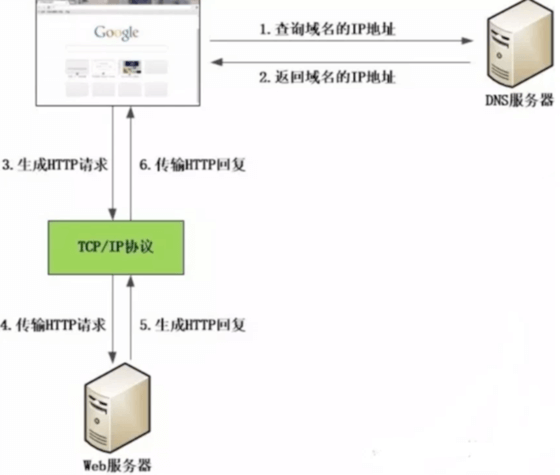 Google
1.查询域名的IP地址
2.返回域名的IP地址
DNS服务器
3.生成HTTP请求
6.传输HTTP回复
TCP/IP协议
4.传输HTTP请求
5.生成HTTP回复
Web服务器